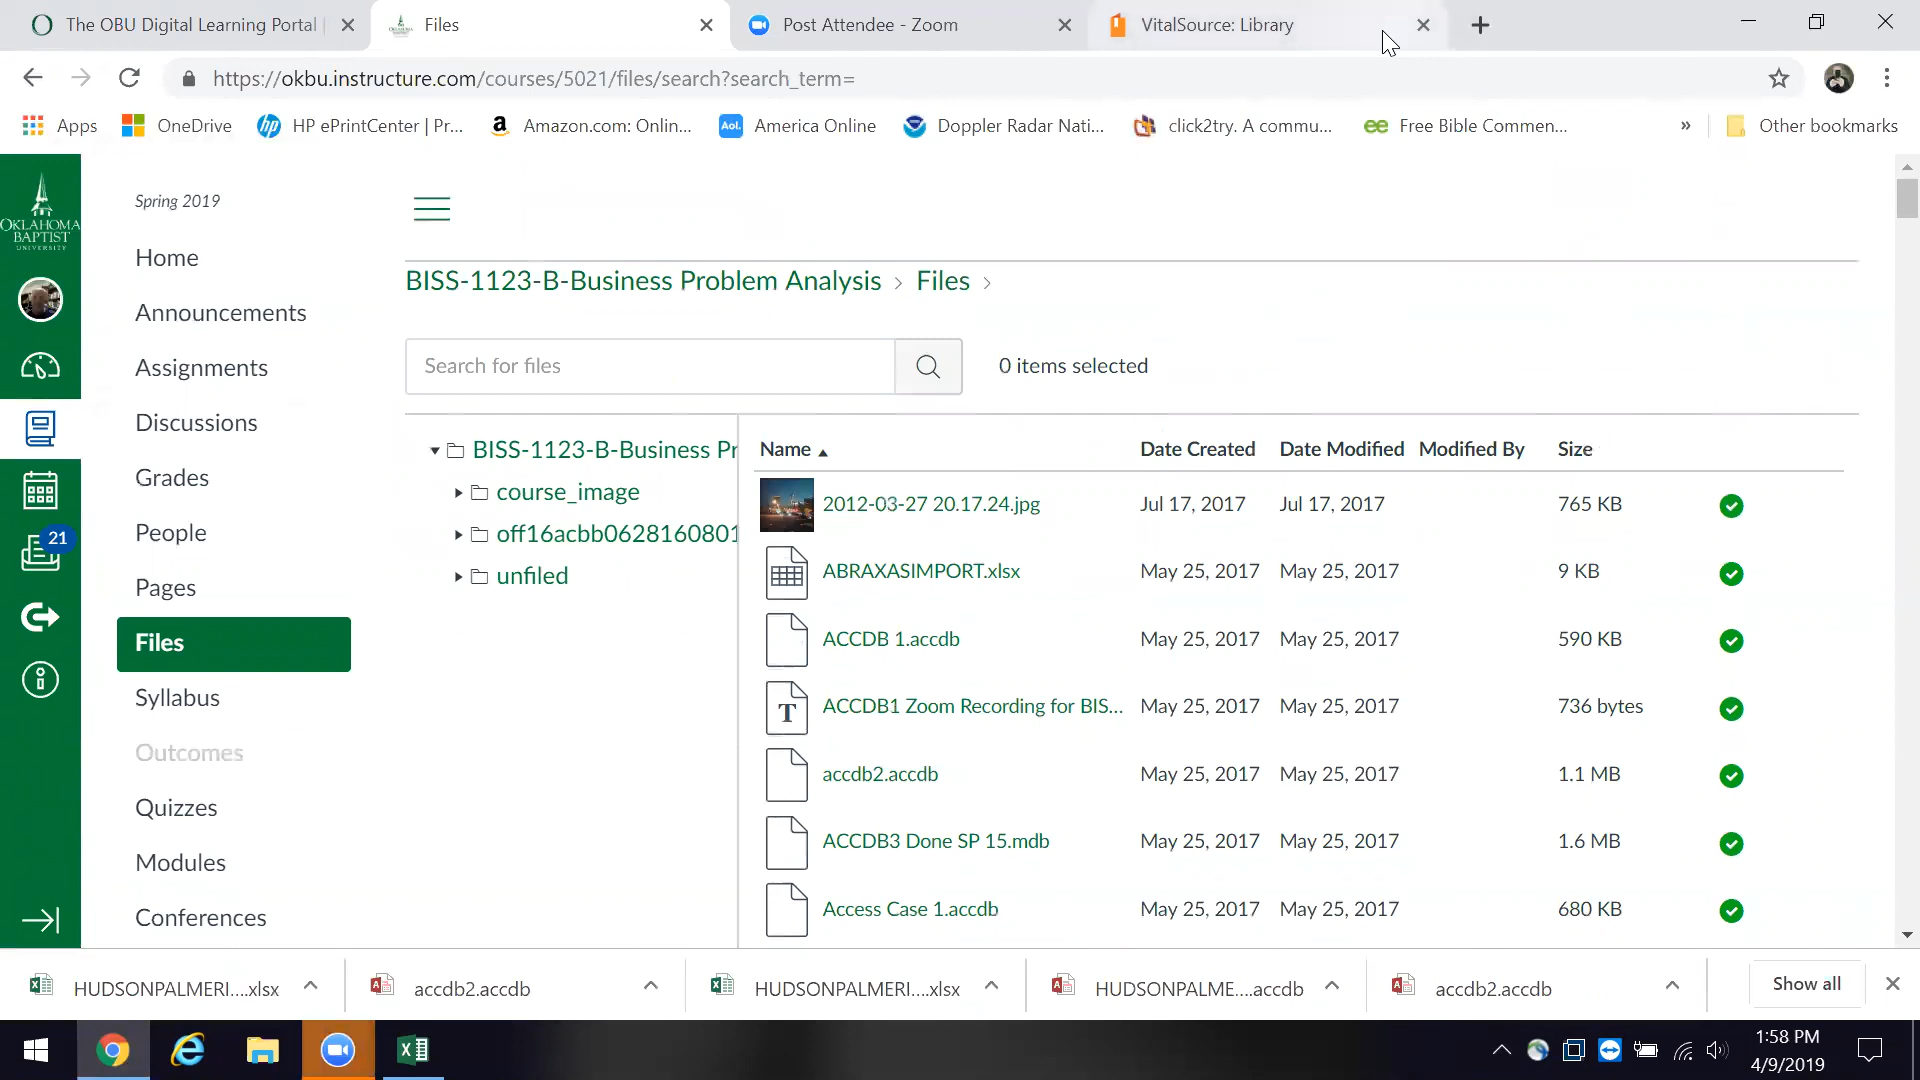 The OBU Digital Learning Portal |
Files
Post Attendee - Zoom
VitalSource: Library
https://okbu.instructure.com/courses/5021/files/search?search_term=
Apps
OneDrive
HP ePrintCenter | Pr...
Amazon.com: Onlin...
Aol.
America Online
Doppler Radar Nati...
click2try. A commu...
Free Bible Commen...
»
Other bookmarks
OKLAHOMA
BAPTIST
UNIVERSITY
21
Spring 2019
Home
Announcements
Assignments
Discussions
Grades
People
Pages
Files
Syllabus
Outcomes
Quizzes
Modules
Conferences
BISS-1123-B-Business Problem Analysis > Files >
Search for files
0 items selected
BISS-1123-B-Business Pr
course_image
off16acbb0628160801
unfiled
Name Date Created Date Modified Modified By Size
2012-03-27 20.17.24.jpg Jul 17, 2017 Jul 17, 2017 765 KB
ABRAXASIMPORT.xlsx May 25, 2017 May 25, 2017 9 KB
ACCDB 1.accdb May 25, 2017 May 25, 2017 590 KB
T ACCDB1 Zoom Recording for BIS... May 25, 2017 May 25, 2017 736 bytes
accdb2.accdb May 25, 2017 May 25, 2017 1.1 MB
ACCDB3 Done SP 15.mdb May 25, 2017 May 25, 2017 1.6 MB
Access Case 1.accdb May 25, 2017 May 25, 2017 680 KB
HUDSONPALMERI....xlsx
accdb2.accdb
HUDSONPALMERI....xlsx
HUDSONPALME....accdb
accdb2.accdb
Show all
1:58 PM
4/9/2019